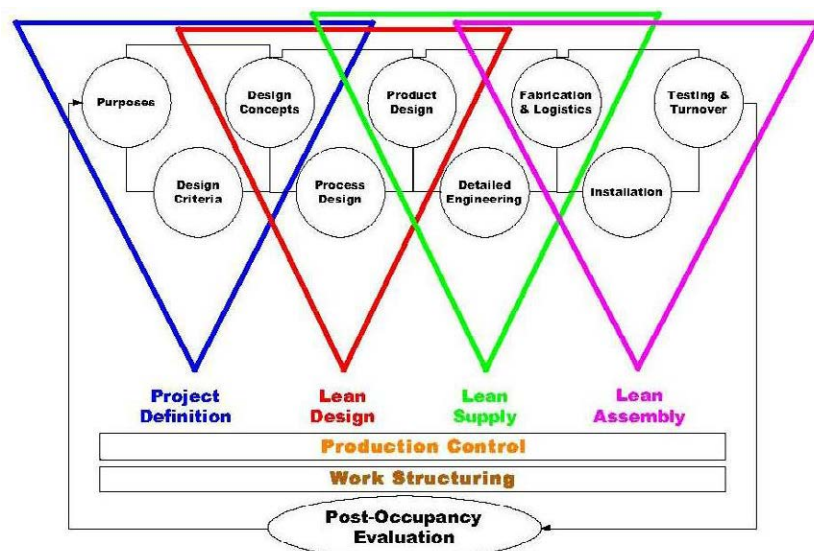 Purposes
Design
Concepts
Product
Design
Fabrication
& Logistics
Testing &
Turnover
Design
Criteria
Process
Design
Detailed
Engineering
Installation
Project
Definition
Lean
Design
Lean
Supply
Lean
Assembly
Production Control
Work Structuring
Post-Occupancy
Evaluation